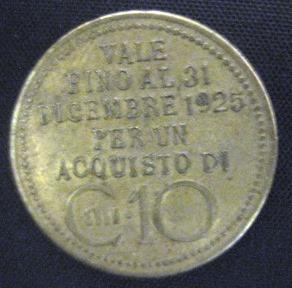 VALE
FINO AL 31
DICEMBRE 1925
PER UN
ACQUISTO DI
C. 10